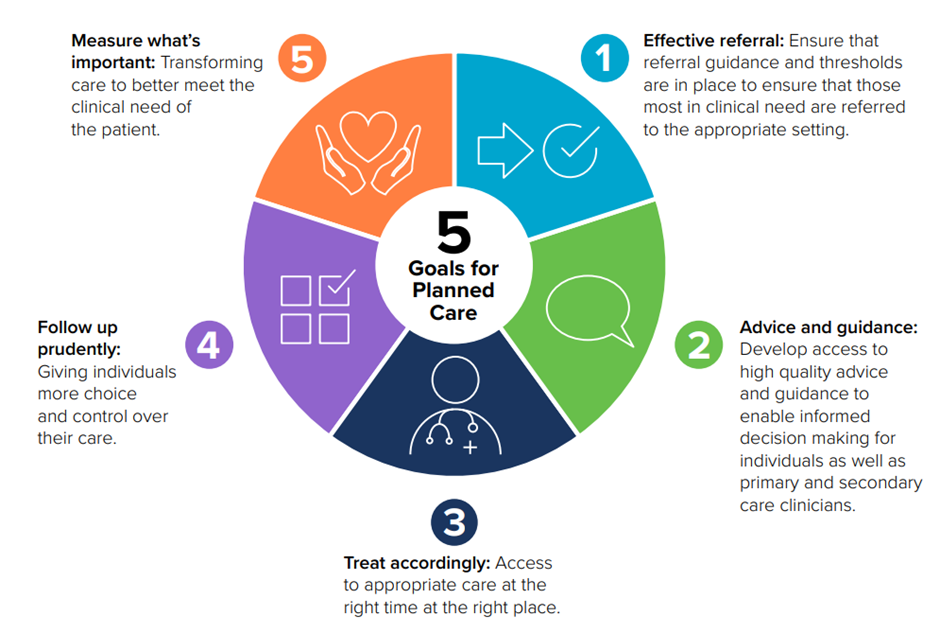 5
Goals for
Planned
Care
1
Effective referral: Ensure that
referral guidance and thresholds
are in place to ensure that those
most in clinical need are referred
to the appropriate setting.
2
Advice and guidance:
Develop access to
high quality advice
and guidance to
enable informed
decision making for
individuals as well as
primary and secondary
care clinicians.
3
Treat accordingly: Access
to appropriate care at the
right time at the right place.
4
Follow up
prudently:
Giving individuals
more choice
and control over
their care.
5
Measure what’s
important: Transforming
care to better meet the
clinical need of
the patient.